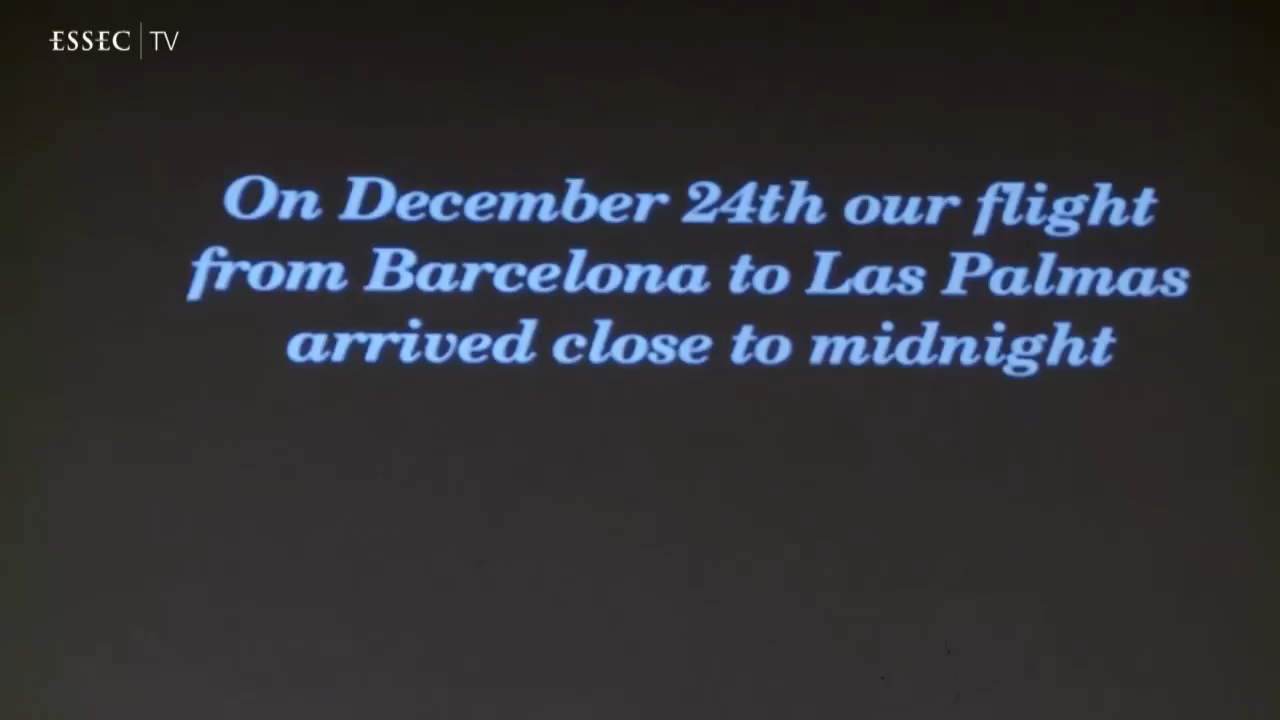 ESSEC TV
On December 24th our flight
from Barcelona to Las Palmas
arrived close to midnight